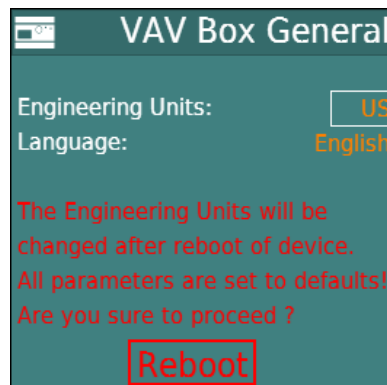 VAV Box General
Engineering Units: US
Language: English
The Engineering Units will be
changed after reboot of device.
All parameters are set to defaults!
Are you sure to proceed ?
Reboot